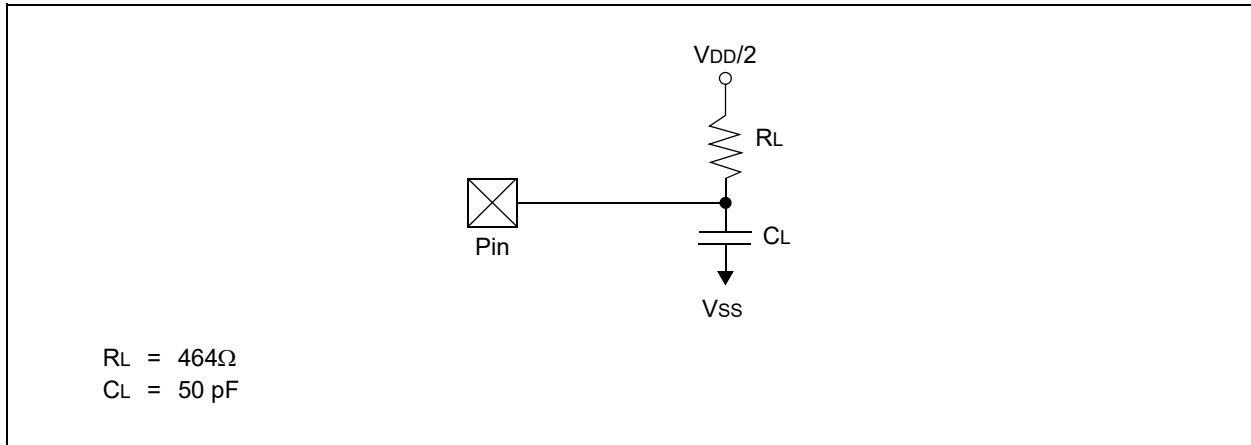 VDD/2
RL
Pin
CL
VSS
RL = 464Ω
CL = 50 pF